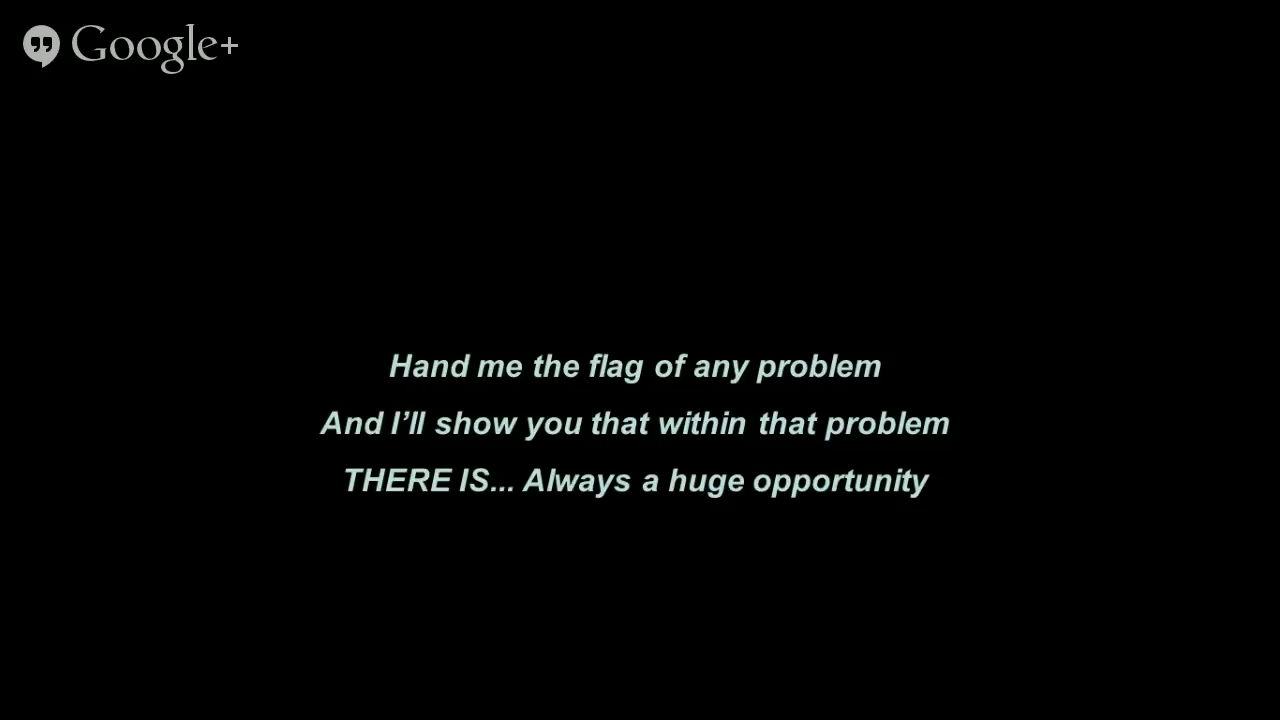 Google+
Hand me the flag of any problem
And I’ll show you that within that problem
THERE IS... Always a huge opportunity